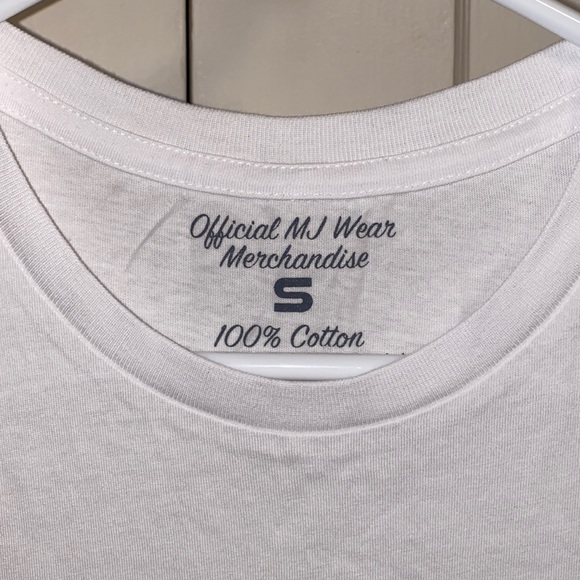 Official MJ Wear
Merchandise
S
100% Cotton